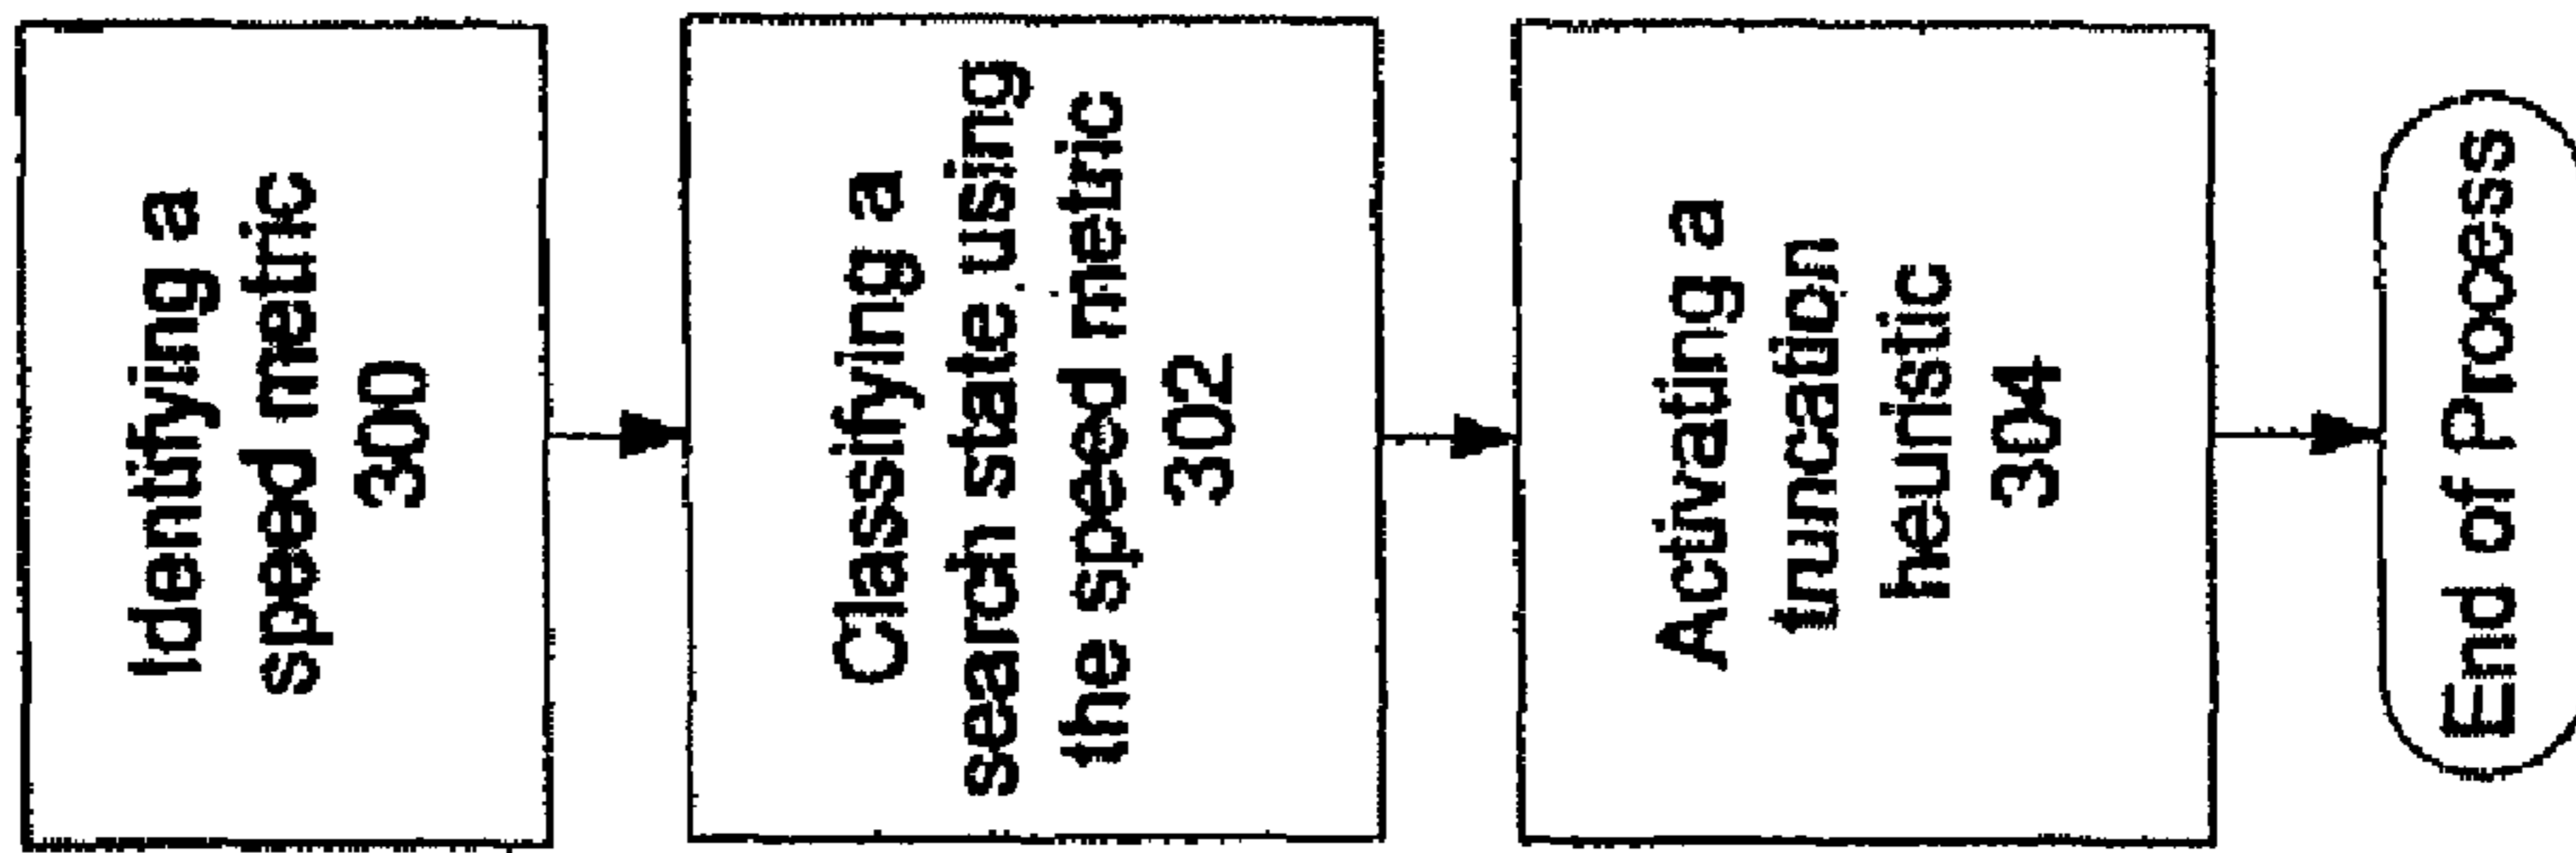 Identifying a
speed metric
300
Classifying a
search state using
the speed metric
302
Activating a
truncation
heuristic
304
End of Process